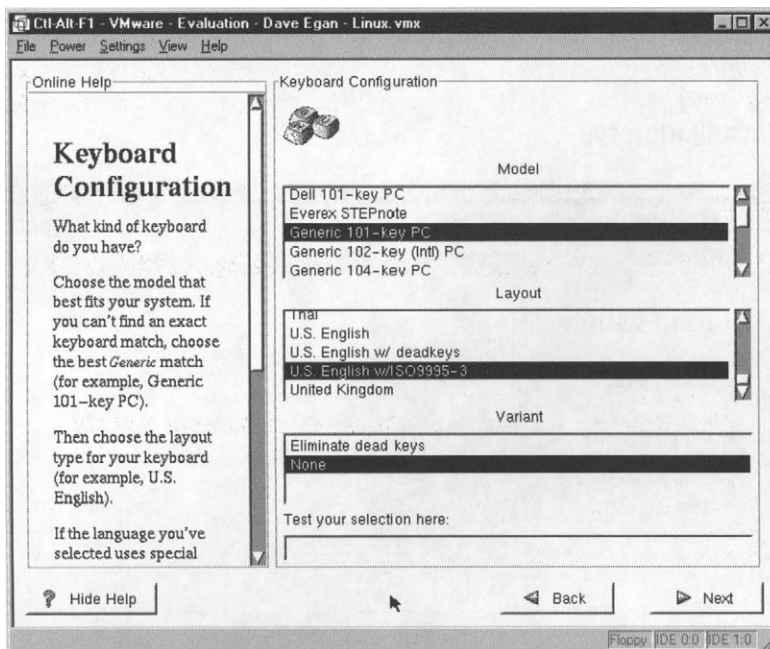 Ctl-Alt-F1 - VMware - Evaluation - Dave Egan - Linux.vmx
File Power Settings View Help
Online Help
Keyboard
Configuration
What kind of keyboard
do you have?
Choose the model that
best fits your system. If
you can't find an exact
keyboard match, choose
the best Generic match
(for example, Generic
101-key PC).
Then choose the layout
type for your keyboard
(for example, U.S.
English).
If the language you've
selected uses special
Keyboard Configuration
Model
Dell 101-key PC
Everex STEPnote
Generic 101-key PC
Generic 102-key (Intl) PC
Generic 104-key PC
Layout
Thai
U.S. English
U.S. English w/ deadkeys
U.S. English w/ISO9995-3
United Kingdom
Variant
Eliminate dead keys
None
Test your selection here:
? Hide Help
Back
Next
Floppy IDE 0:0 IDE 1:0